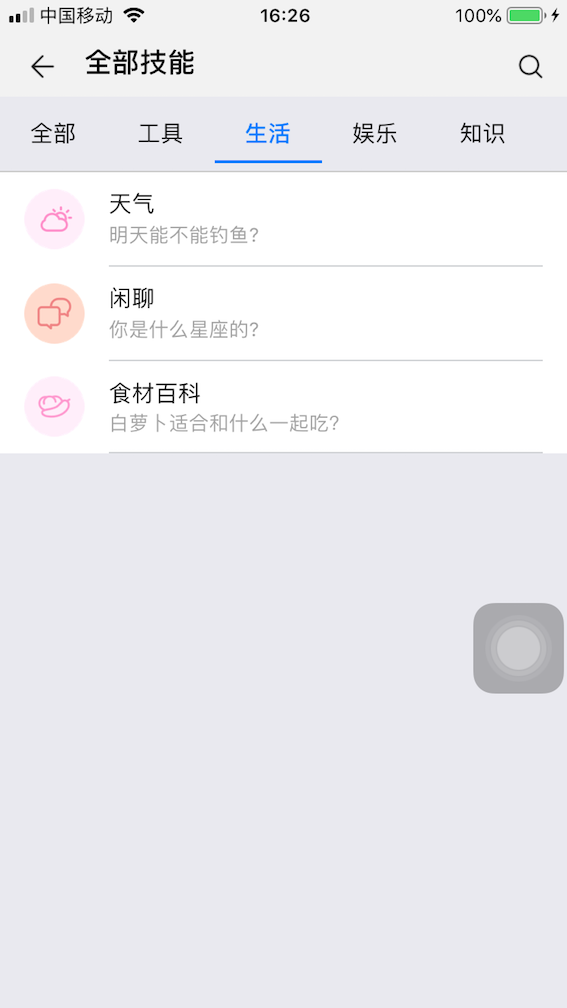 中国移动 16:26 100%
全部技能
全部 工具 生活 娱乐 知识
天气
明天能不能钓鱼?
闲聊
你是什么星座的?
食材百科
白萝卜适合和什么一起吃?